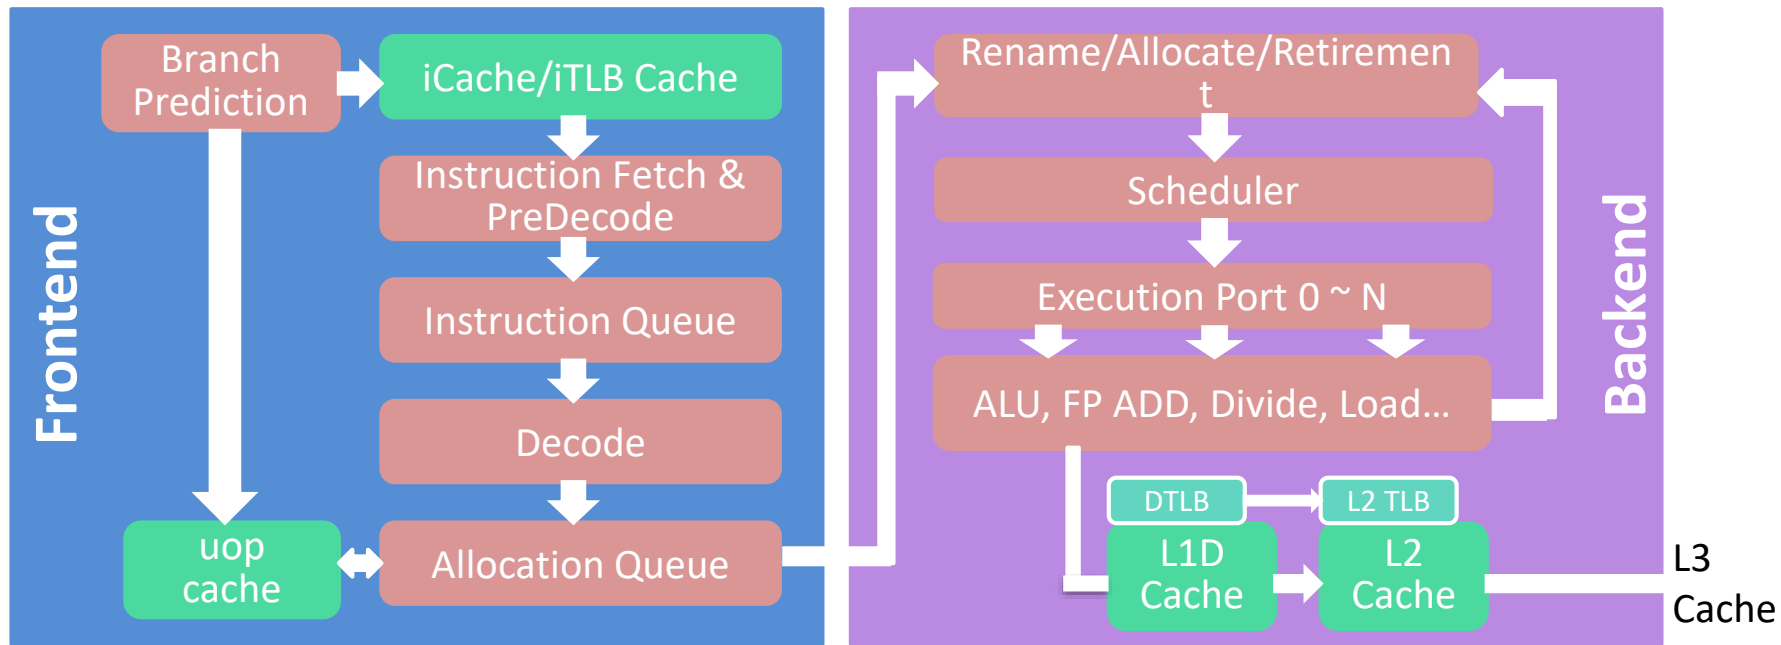 Frontend
Branch
Prediction
iCache/iTLB Cache
Instruction Fetch &
PreDecode
Instruction Queue
Decode
uop
cache
Allocation Queue
Rename/Allocate/Retiremen
t
Scheduler
Execution Port 0 ~ N
ALU, FP ADD, Divide, Load...
DTLB
L2 TLB
L1D
Cache
L2
Cache
Backend
L3
Cache